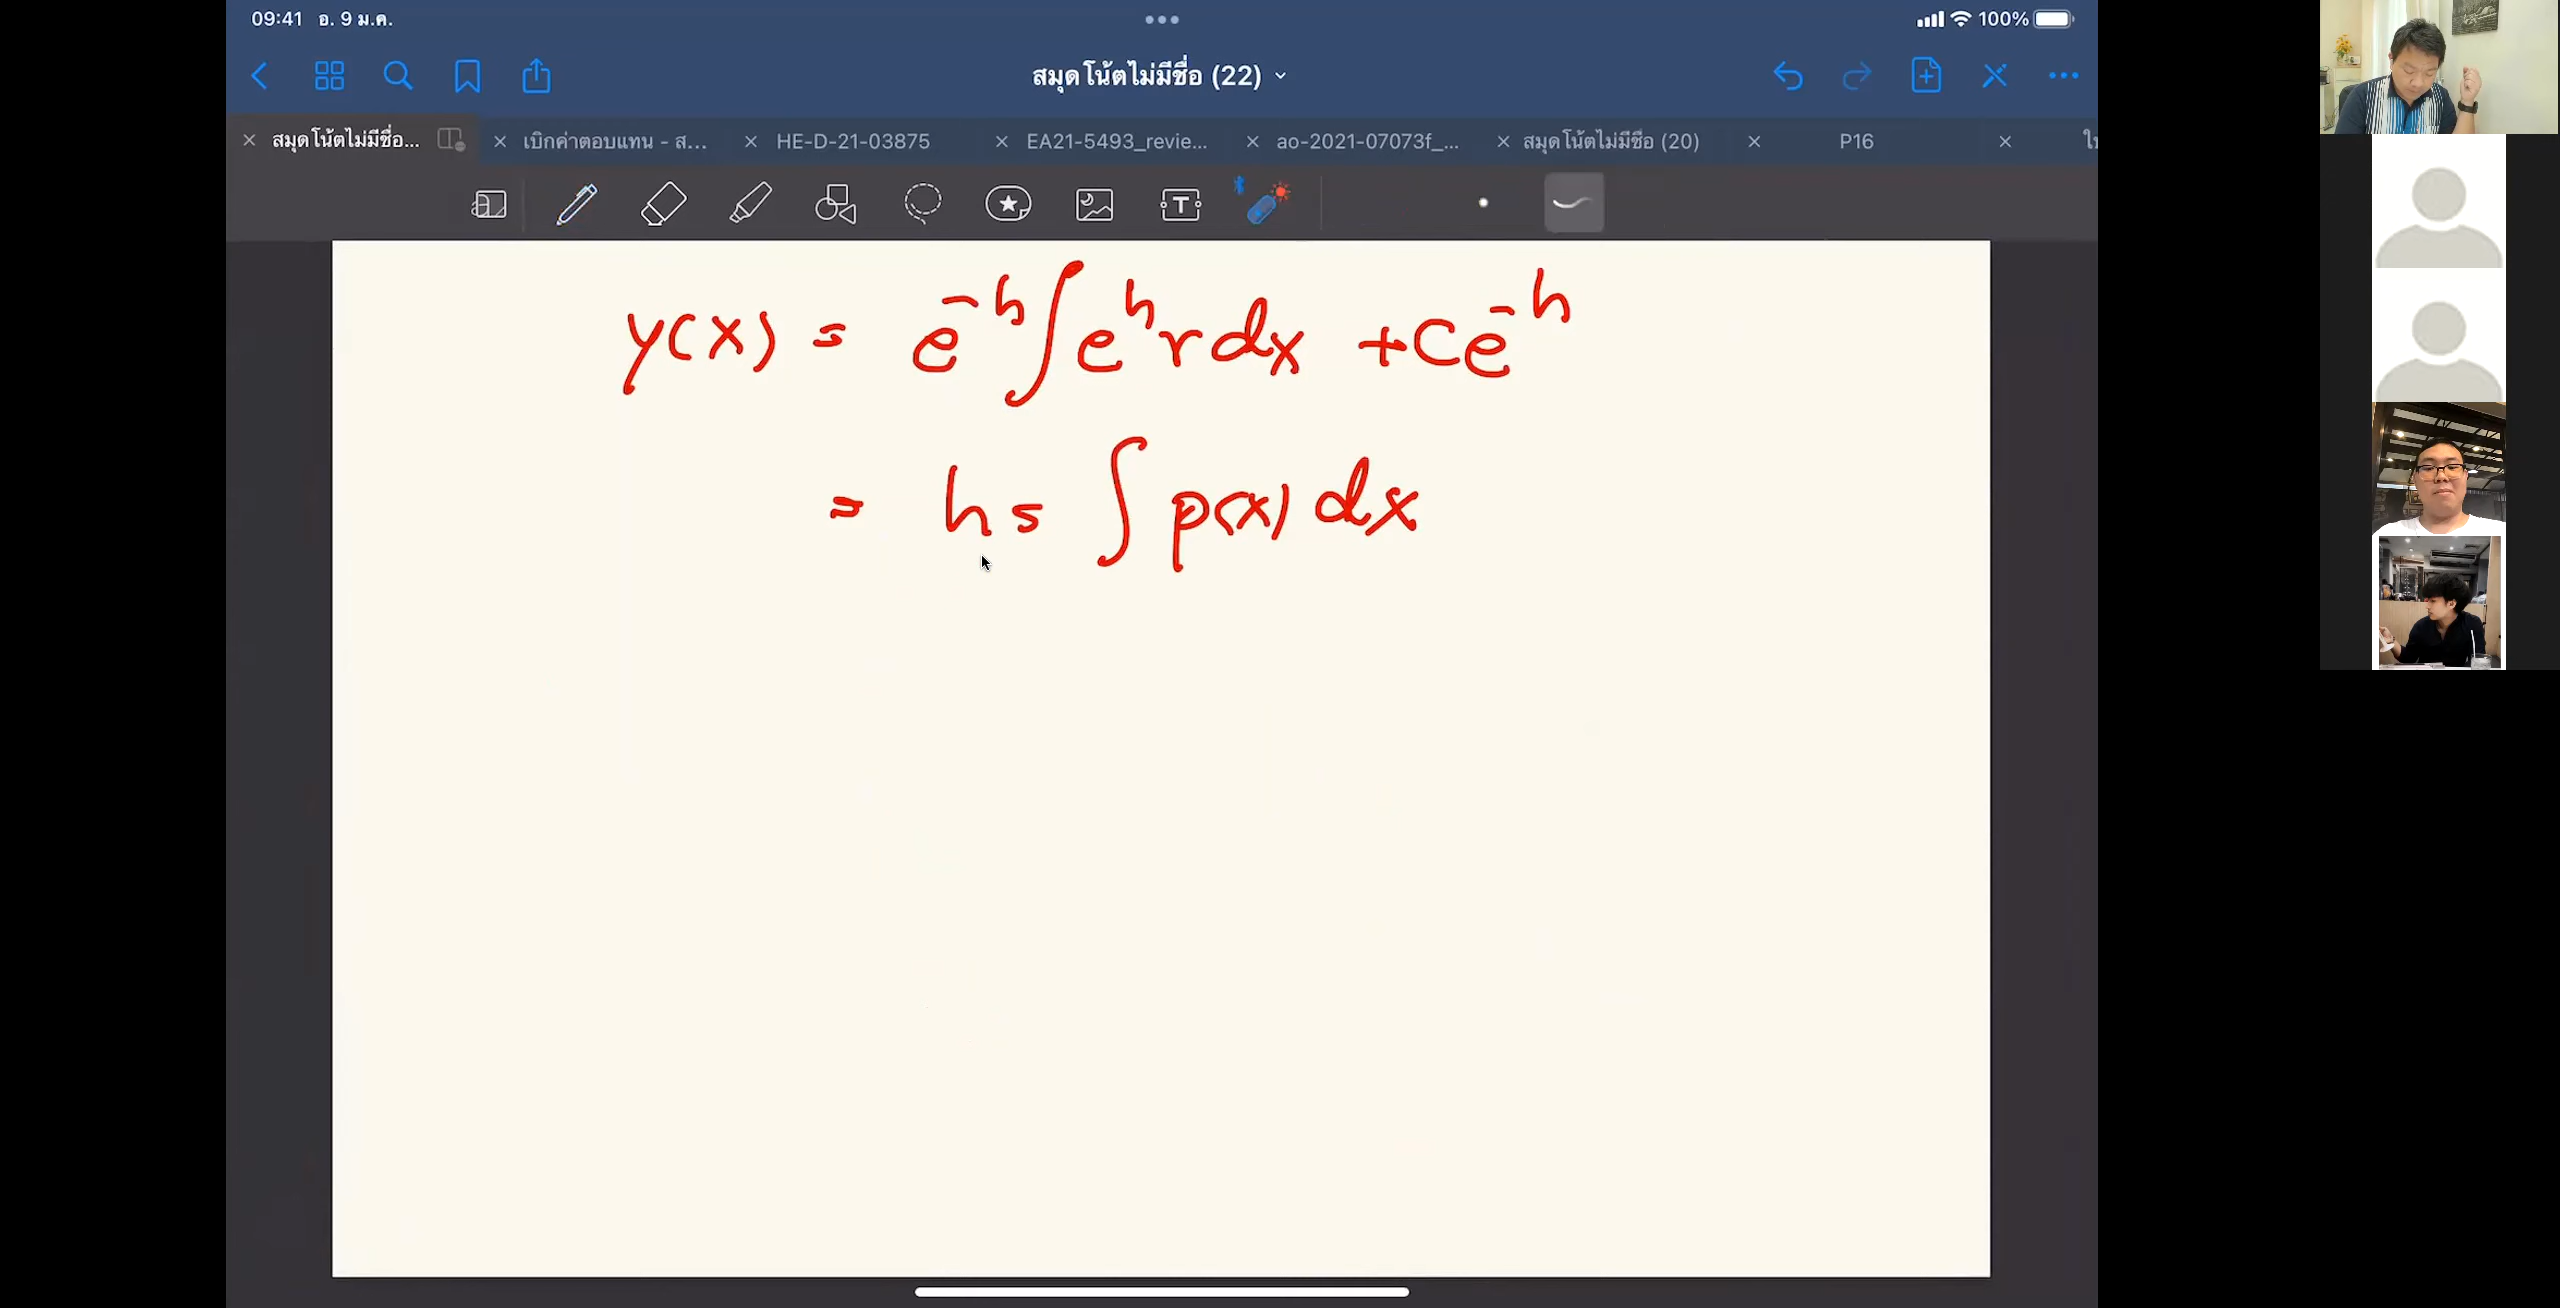 09:41 อ. 9 ม.ค. 100%
สมุดโน้ตไม่มีชื่อ (22)
สมุดโน้ตไม่มีชื่อ... เบิกค่าตอบแทน - ส... HE-D-21-03875 EA21-5493_revie... ao-2021-07073f_... สมุดโน้ตไม่มีชื่อ (20) P16
y(x) = e^-h ∫ e^h r dx + C e^-h
= h = ∫ p(x) dx